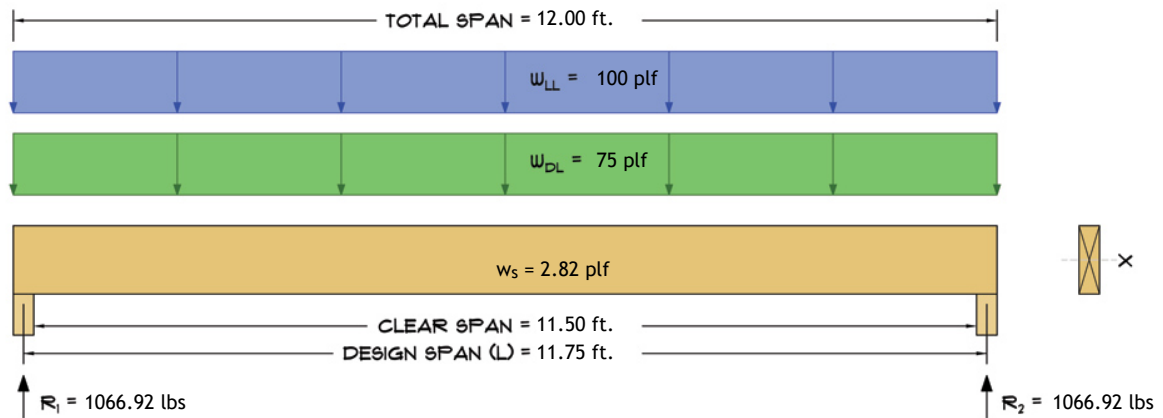 TOTAL SPAN = 12.00 ft.
WLL = 100 plf
WDL = 75 plf
ws = 2.82 plf
X
CLEAR SPAN = 11.50 ft.
DESIGN SPAN (L) = 11.75 ft.
R1 = 1066.92 lbs
R2 = 1066.92 lbs